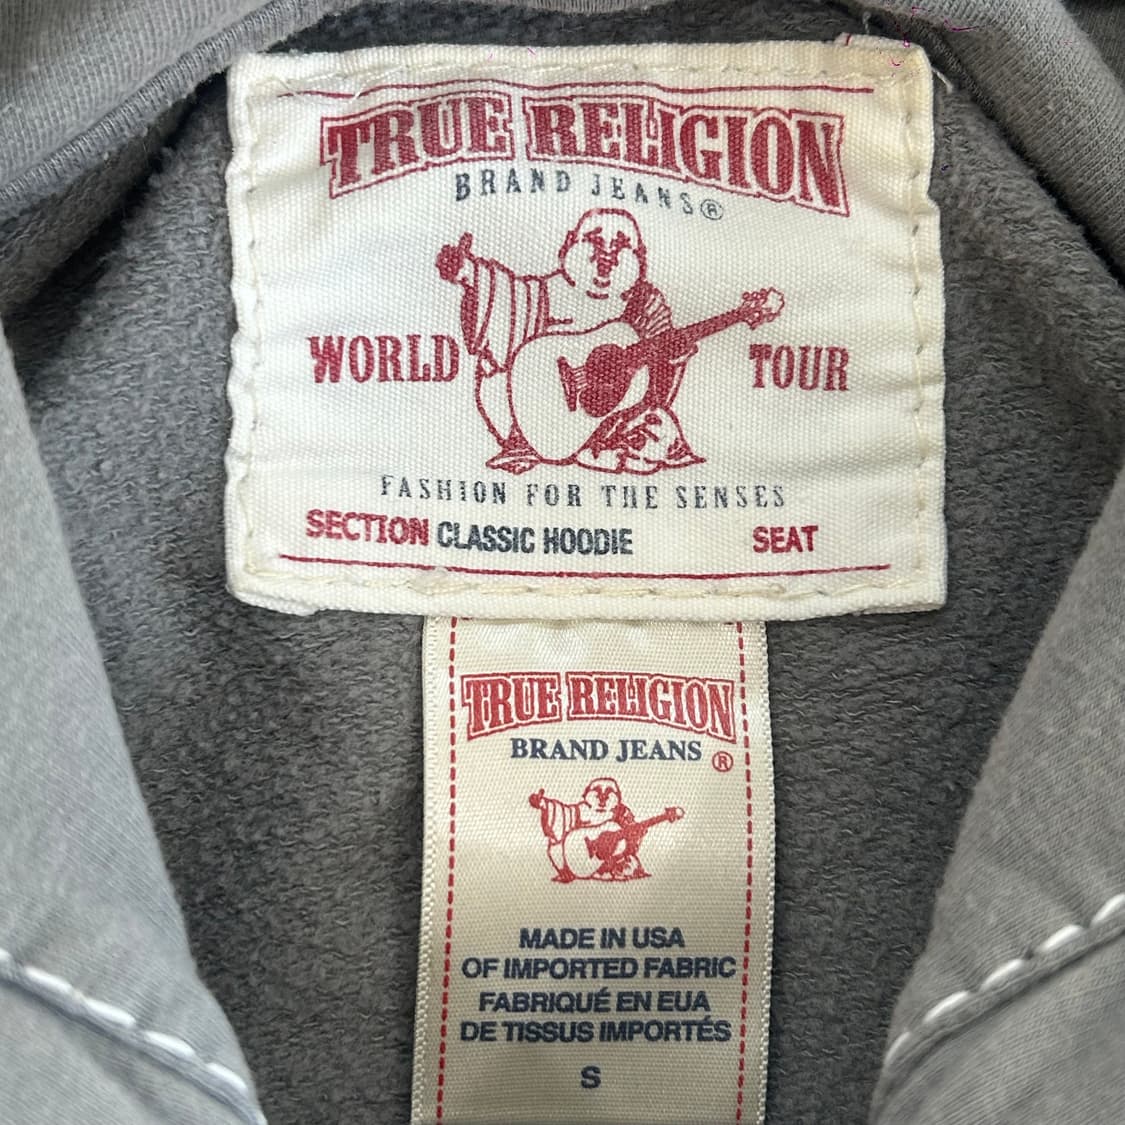 TRUE RELIGION
BRAND JEANS®
WORLD TOUR
FASHION FOR THE SENSES
SECTION CLASSIC HOODIE SEAT
TRUE RELIGION
BRAND JEANS ®
MADE IN USA
OF IMPORTED FABRIC
FABRIQUÉ EN EUA
DE TISSUS IMPORTÉS
S